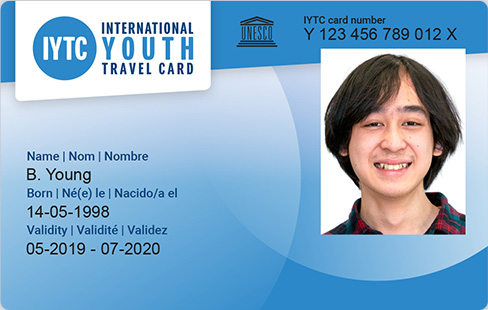 IYTC
INTERNATIONAL
YOUTH
TRAVEL CARD
UNESCO
IYTC card number
Y 123 456 789 012 X
Name | Nom | Nombre
B. Young
Born | Né(e) le | Nacido/a el
14-05-1998
Validity | Validité | Validez
05-2019 - 07-2020